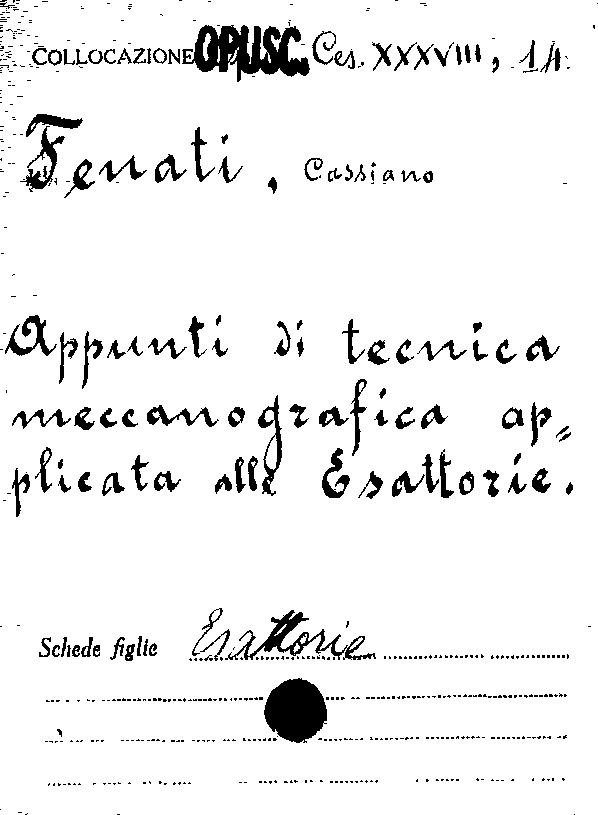 COLLOCAZIONE OPUSC. Ces. XXXVIII, 14.
Fenati, Cassiano
Appunti di tecnica
meccanografica ap=
plicata alle Esattorie.
Schede figlie Esattorie